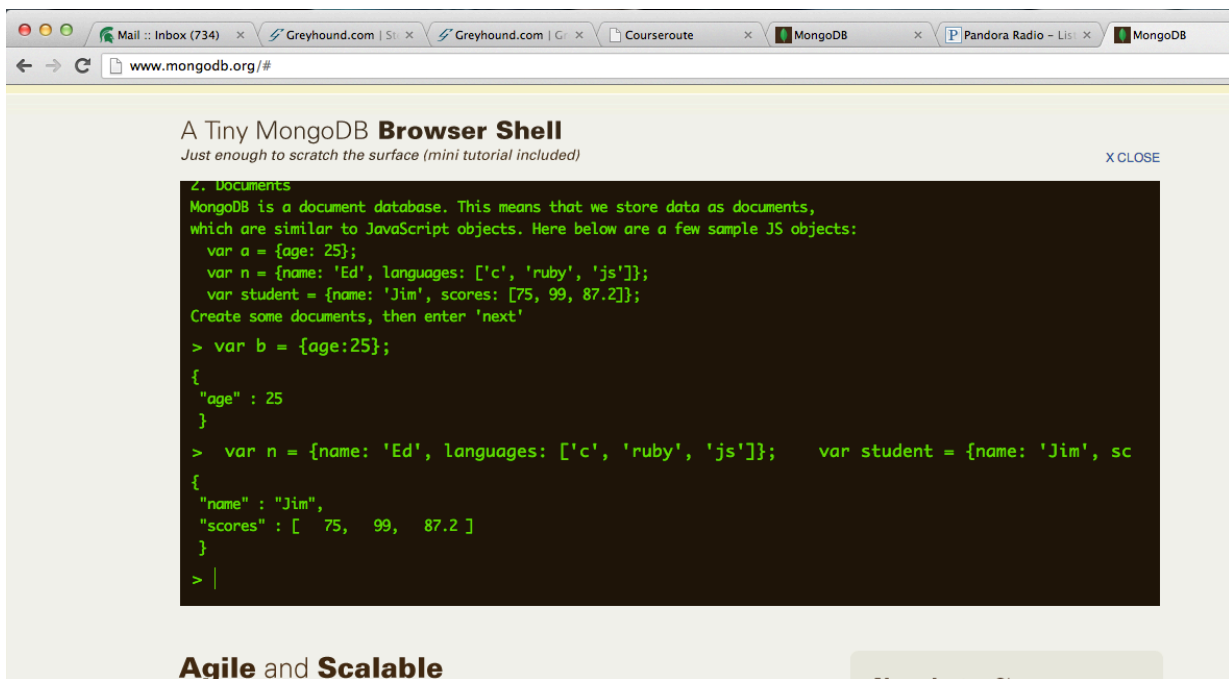 Mail :: Inbox (734) Greyhound.com | St Greyhound.com | Gr Courseroute MongoDB Pandora Radio – List MongoDB
www.mongodb.org/#
A Tiny MongoDB Browser Shell
Just enough to scratch the surface (mini tutorial included)
X CLOSE
2. Documents
MongoDB is a document database. This means that we store data as documents,
which are similar to JavaScript objects. Here below are a few sample JS objects:
var a = {age: 25};
var n = {name: 'Ed', languages: ['c', 'ruby', 'js']};
var student = {name: 'Jim', scores: [75, 99, 87.2]};
Create some documents, then enter 'next'
> var b = {age:25};
{
"age" : 25
}
> var n = {name: 'Ed', languages: ['c', 'ruby', 'js']}; var student = {name: 'Jim', sc
{
"name" : "Jim",
"scores" : [ 75, 99, 87.2 ]
}
>
Agile and Scalable